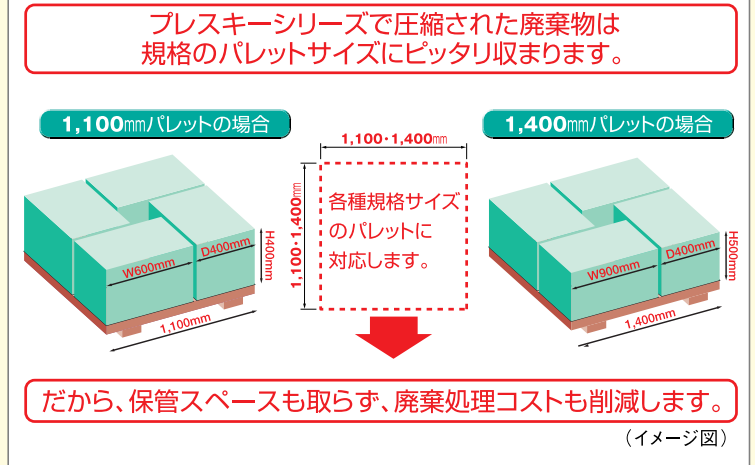 プレスキーシリーズで圧縮された廃棄物は
規格のパレットサイズにピッタリ収まります。
1,100mmパレットの場合
1,100・1,400mm
1,400mmパレットの場合
1,100・1,400mm
各種規格サイズ
のパレットに
対応します。
W600mm
D400mm
H400mm
1,100mm
W900mm
D400mm
H500mm
1,400mm
だから、保管スペースも取らず、廃棄処理コストも削減します。
（イメージ図）